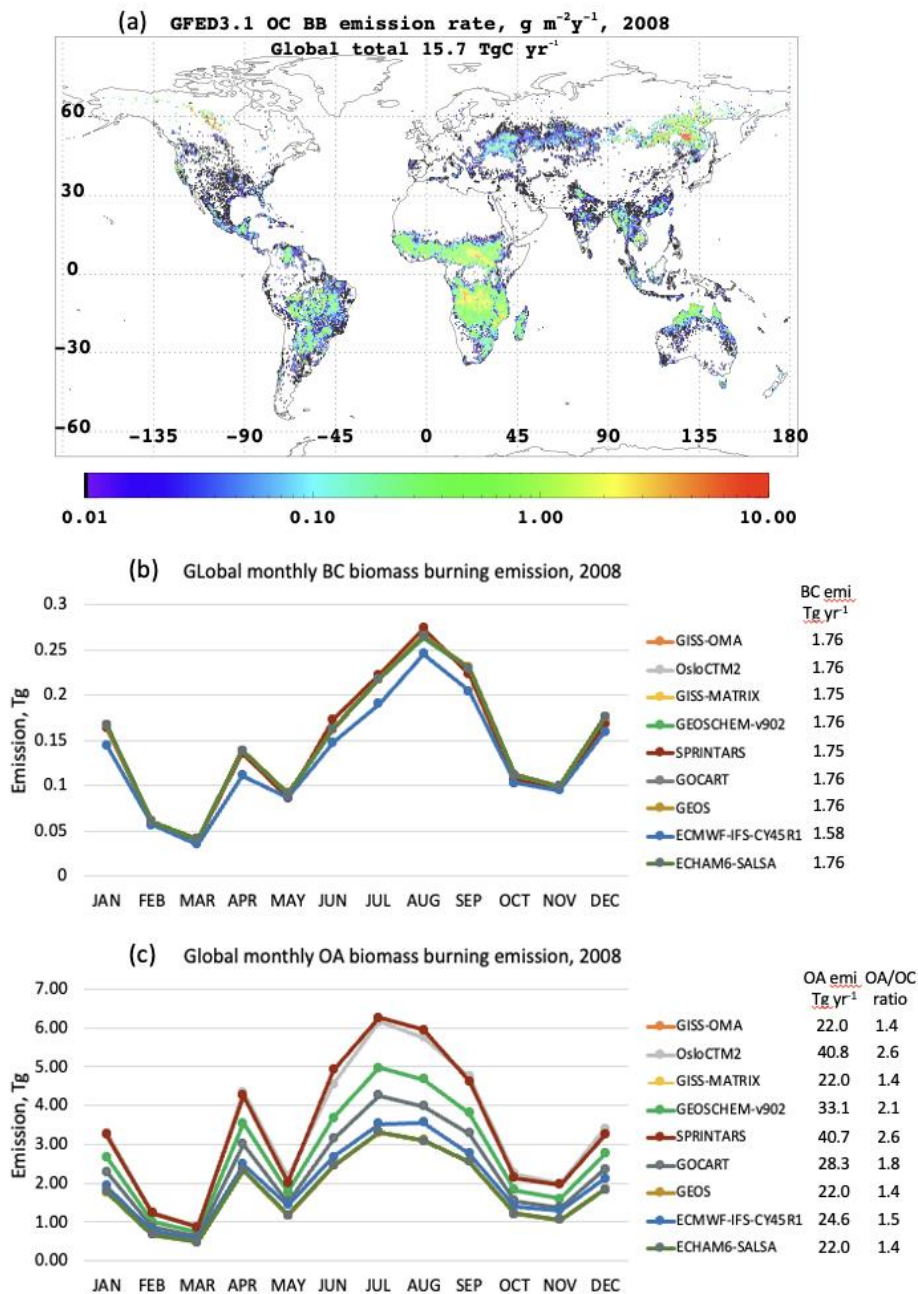 (a) GFED3.1 OC BB emission rate, g m⁻²y⁻¹, 2008
Global total 15.7 TgC yr⁻¹
60
30
0
−30
−60
−135 −90 −45 0 45 90 135 180
0.01 0.10 1.00 10.00
(b) GLobal monthly BC biomass burning emission, 2008
BC emi
Tg yr⁻¹
Emission, Tg
0.3
0.25
0.2
0.15
0.1
0.05
0
JAN FEB MAR APR MAY JUN JUL AUG SEP OCT NOV DEC
GISS-OMA 1.76
OsloCTM2 1.76
GISS-MATRIX 1.75
GEOSCHEM-v902 1.76
SPRINTARS 1.75
GOCART 1.76
GEOS 1.76
ECMWF-IFS-CY45R1 1.58
ECHAM6-SALSA 1.76
(c) Global monthly OA biomass burning emission, 2008
OA emi OA/OC
Tg yr⁻¹ ratio
Emission, Tg
7.00
6.00
5.00
4.00
3.00
2.00
1.00
0.00
JAN FEB MAR APR MAY JUN JUL AUG SEP OCT NOV DEC
GISS-OMA 22.0 1.4
OsloCTM2 40.8 2.6
GISS-MATRIX 22.0 1.4
GEOSCHEM-v902 33.1 2.1
SPRINTARS 40.7 2.6
GOCART 28.3 1.8
GEOS 22.0 1.4
ECMWF-IFS-CY45R1 24.6 1.5
ECHAM6-SALSA 22.0 1.4